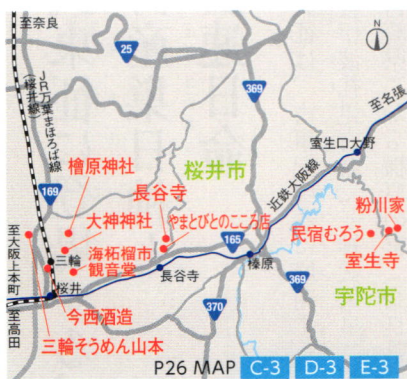 至奈良
N
25
JR万葉まほろば線
(桜井線)
369
至名張
室生口大野
近鉄大阪線
桜井市
169
檜原神社
長谷寺
粉川家
大神神社
やまとびとのこころ店
165
民宿むろう
三輪
海柘榴市
観音堂
榛原
室生寺
至大阪上本町
桜井
長谷寺
369
宇陀市
至高田
今西酒造
370
三輪そうめん山本
P26 MAP C-3 D-3 E-3